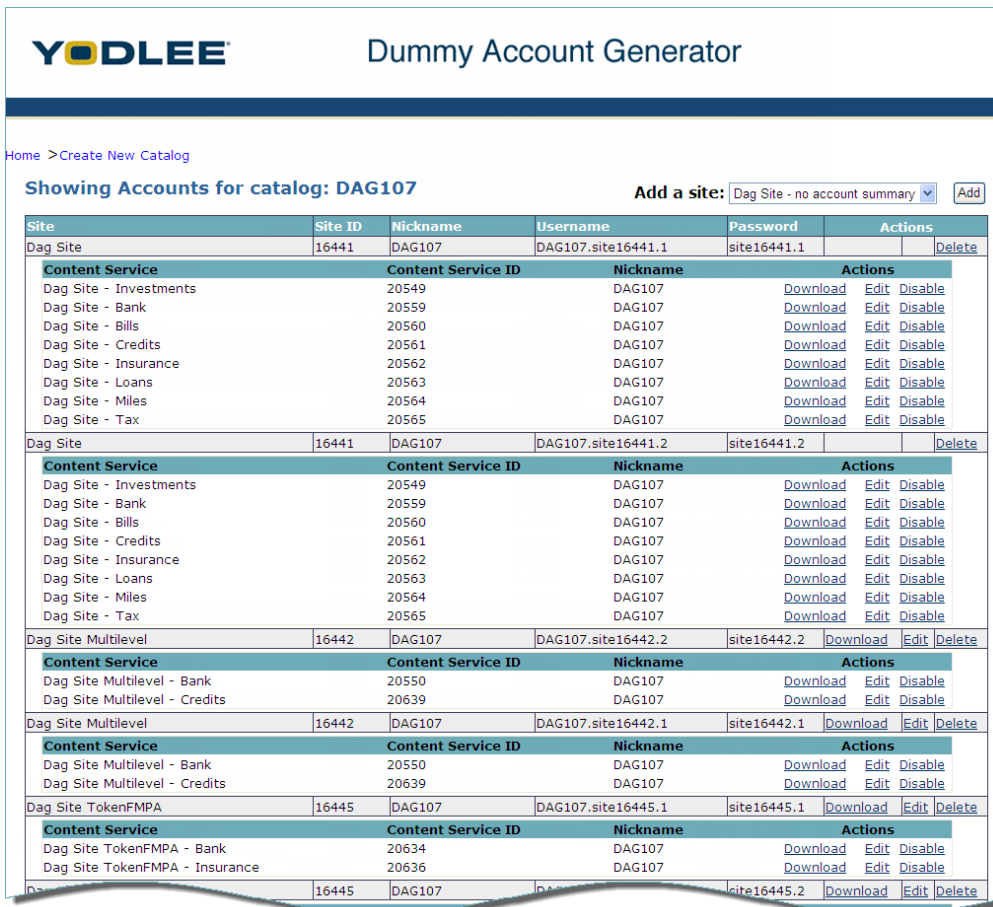 YODLEE Dummy Account Generator
Home >Create New Catalog
Showing Accounts for catalog: DAG107 Add a site: Dag Site - no account summary Add
Site Site ID Nickname Username Password Actions
Dag Site 16441 DAG107 DAG107.site16441.1 site16441.1 Delete
Content Service Content Service ID Nickname Actions
Dag Site - Investments 20549 DAG107 Download Edit Disable
Dag Site - Bank 20559 DAG107 Download Edit Disable
Dag Site - Bills 20560 DAG107 Download Edit Disable
Dag Site - Credits 20561 DAG107 Download Edit Disable
Dag Site - Insurance 20562 DAG107 Download Edit Disable
Dag Site - Loans 20563 DAG107 Download Edit Disable
Dag Site - Miles 20564 DAG107 Download Edit Disable
Dag Site - Tax 20565 DAG107 Download Edit Disable
Dag Site 16441 DAG107 DAG107.site16441.2 site16441.2 Delete
Content Service Content Service ID Nickname Actions
Dag Site - Investments 20549 DAG107 Download Edit Disable
Dag Site - Bank 20559 DAG107 Download Edit Disable
Dag Site - Bills 20560 DAG107 Download Edit Disable
Dag Site - Credits 20561 DAG107 Download Edit Disable
Dag Site - Insurance 20562 DAG107 Download Edit Disable
Dag Site - Loans 20563 DAG107 Download Edit Disable
Dag Site - Miles 20564 DAG107 Download Edit Disable
Dag Site - Tax 20565 DAG107 Download Edit Disable
Dag Site Multilevel 16442 DAG107 DAG107.site16442.2 site16442.2 Download Edit Delete
Content Service Content Service ID Nickname Actions
Dag Site Multilevel - Bank 20550 DAG107 Download Edit Disable
Dag Site Multilevel - Credits 20639 DAG107 Download Edit Disable
Dag Site Multilevel 16442 DAG107 DAG107.site16442.1 site16442.1 Download Edit Delete
Content Service Content Service ID Nickname Actions
Dag Site Multilevel - Bank 20550 DAG107 Download Edit Disable
Dag Site Multilevel - Credits 20639 DAG107 Download Edit Disable
Dag Site TokenFMPA 16445 DAG107 DAG107.site16445.1 site16445.1 Download Edit Delete
Content Service Content Service ID Nickname Actions
Dag Site TokenFMPA - Bank 20634 DAG107 Download Edit Disable
Dag Site TokenFMPA - Insurance 20636 DAG107 Download Edit Disable
16445 DAG107 site16445.2 Download Edit Delete